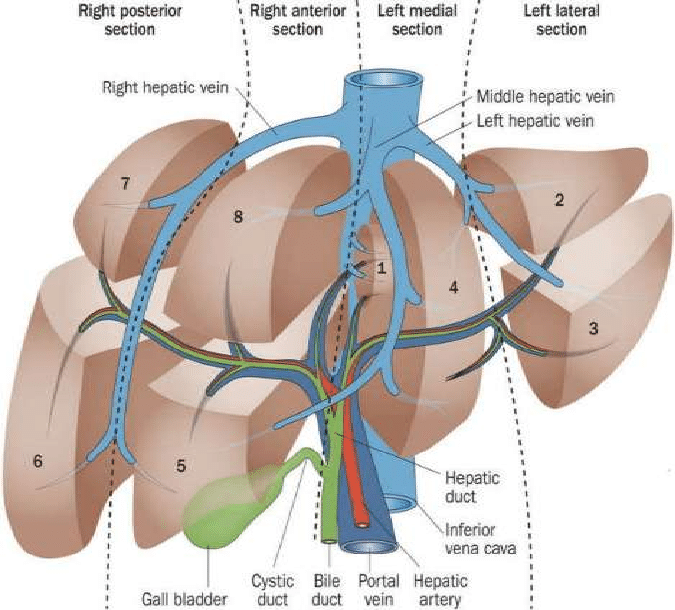 Right posterior
section
Right anterior
section
Left medial
section
Left lateral
section
Right hepatic vein
Middle hepatic vein
Left hepatic vein
7
8
1
2
4
3
6
5
Hepatic
duct
Inferior
vena cava
Gall bladder
Cystic
duct
Bile
duct
Portal
vein
Hepatic
artery